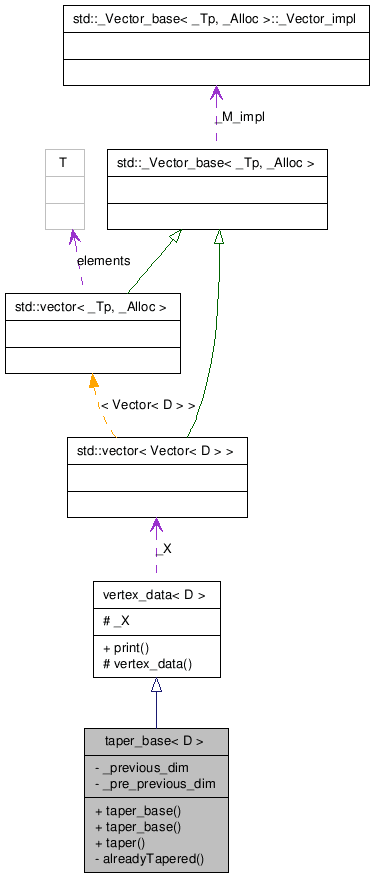 std::_Vector_base< _Tp, _Alloc >::_Vector_impl
_M_impl
T
std::_Vector_base< _Tp, _Alloc >
elements
std::vector< _Tp, _Alloc >
< Vector< D > >
std::vector< Vector< D > >
_X
vertex_data< D >
# _X
+ print()
# vertex_data()
taper_base< D >
- _previous_dim
- _pre_previous_dim
+ taper_base()
+ taper_base()
+ taper()
- alreadyTapered()